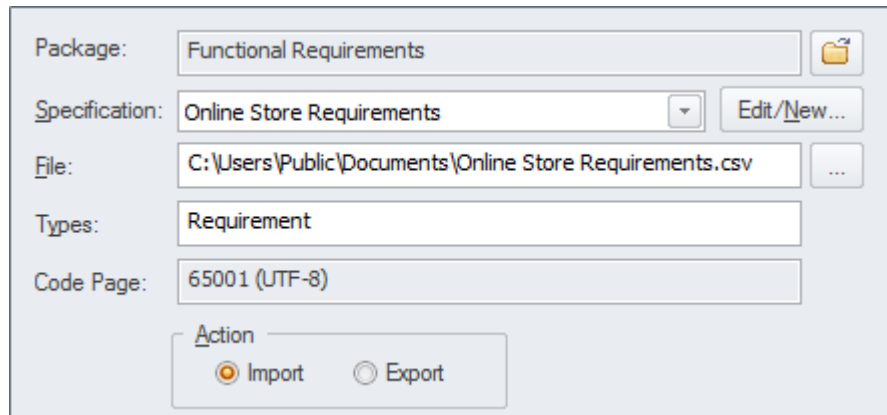 Package: Functional Requirements
Specification: Online Store Requirements Edit/New...
File: C:\Users\Public\Documents\Online Store Requirements.csv ...
Types: Requirement
Code Page: 65001 (UTF-8)
Action
Import Export